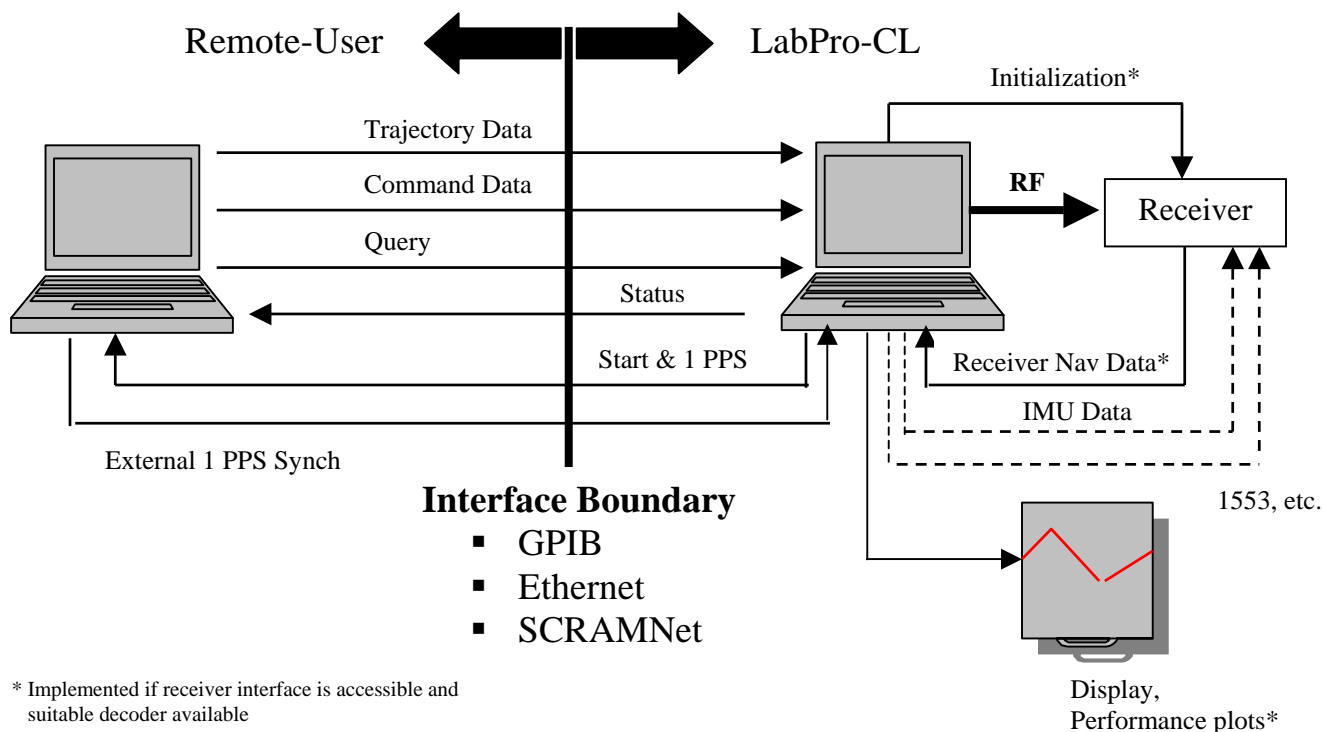 Remote-User
LabPro-CL
Initialization*
Trajectory Data
Command Data
RF
Receiver
Query
Status
Start & 1 PPS
Receiver Nav Data*
IMU Data
External 1 PPS Synch
1553, etc.
Interface Boundary
▪ GPIB
▪ Ethernet
▪ SCRAMNet
* Implemented if receiver interface is accessible and
suitable decoder available
Display,
Performance plots*